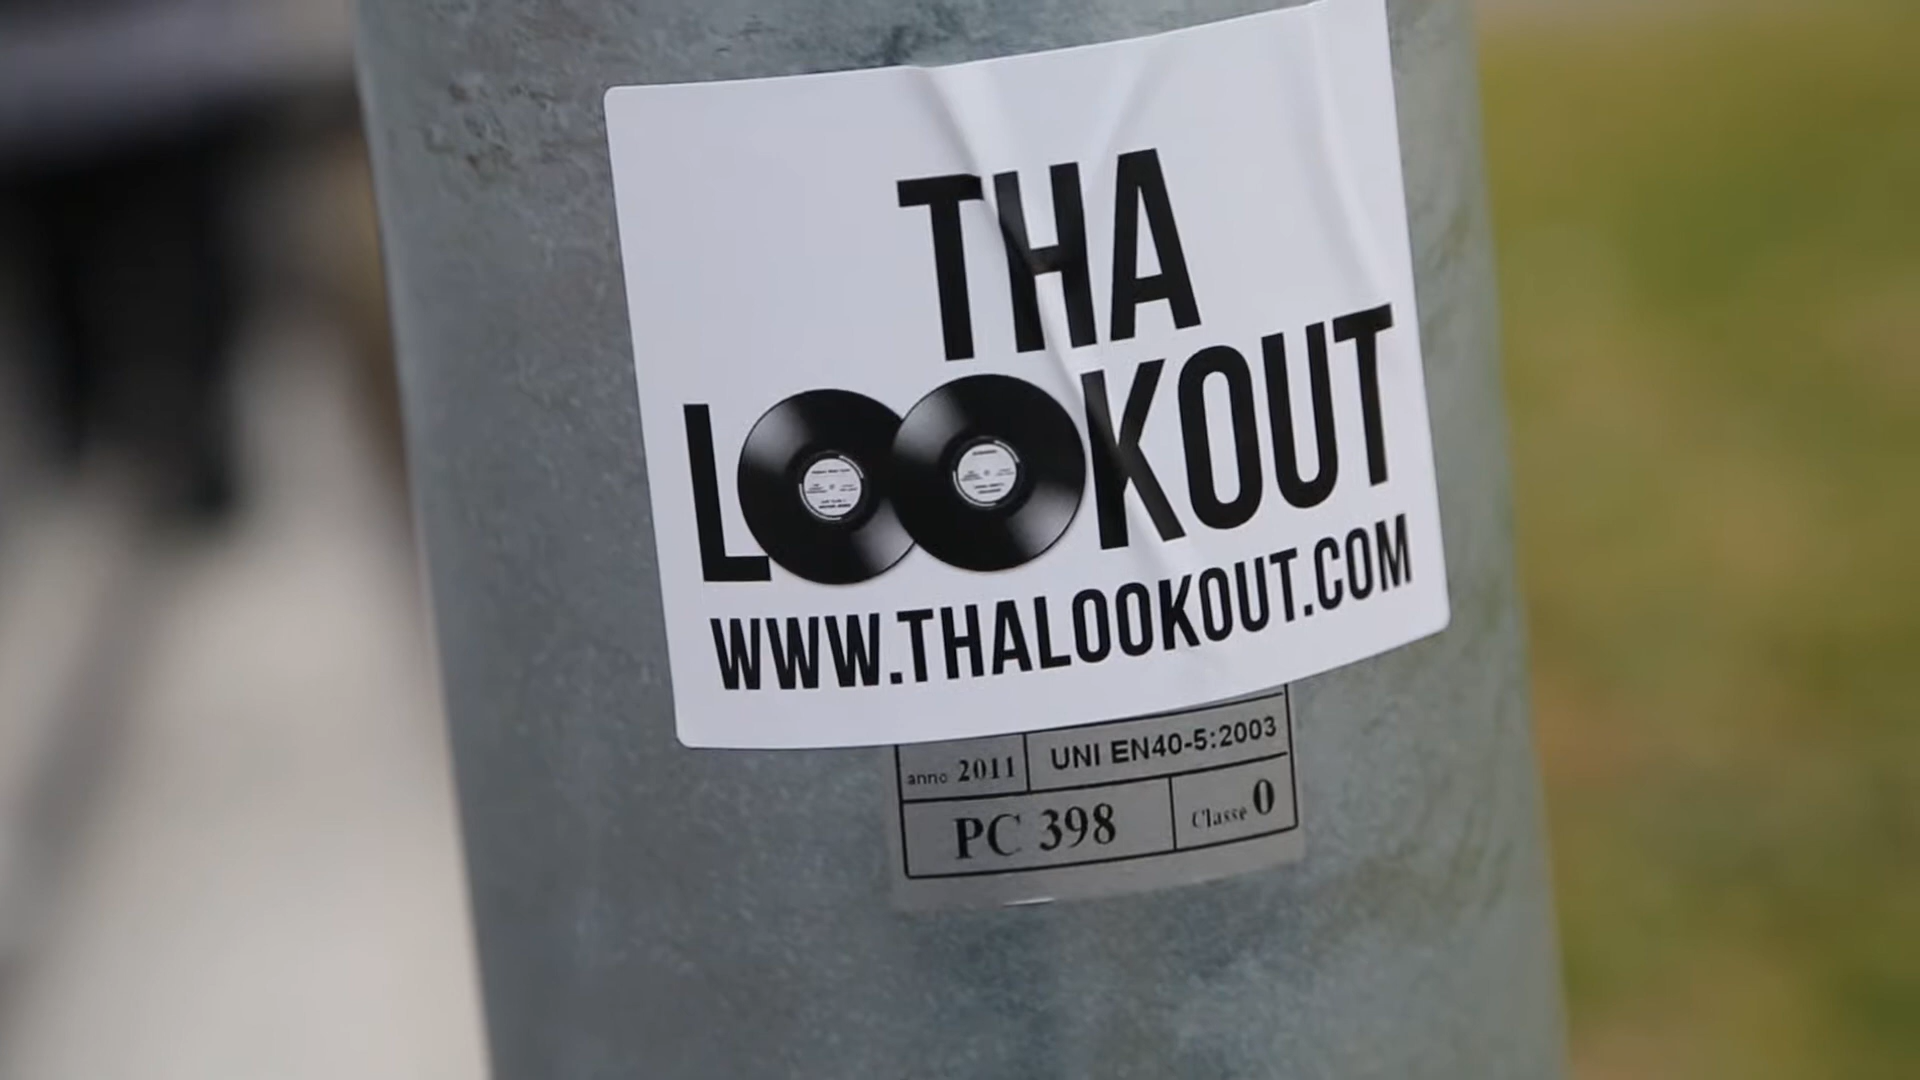 THA
LOOKOUT
WWW.THALOOKOUT.COM
anno 2011 UNI EN40-5:2003
PC 398 Classe 0